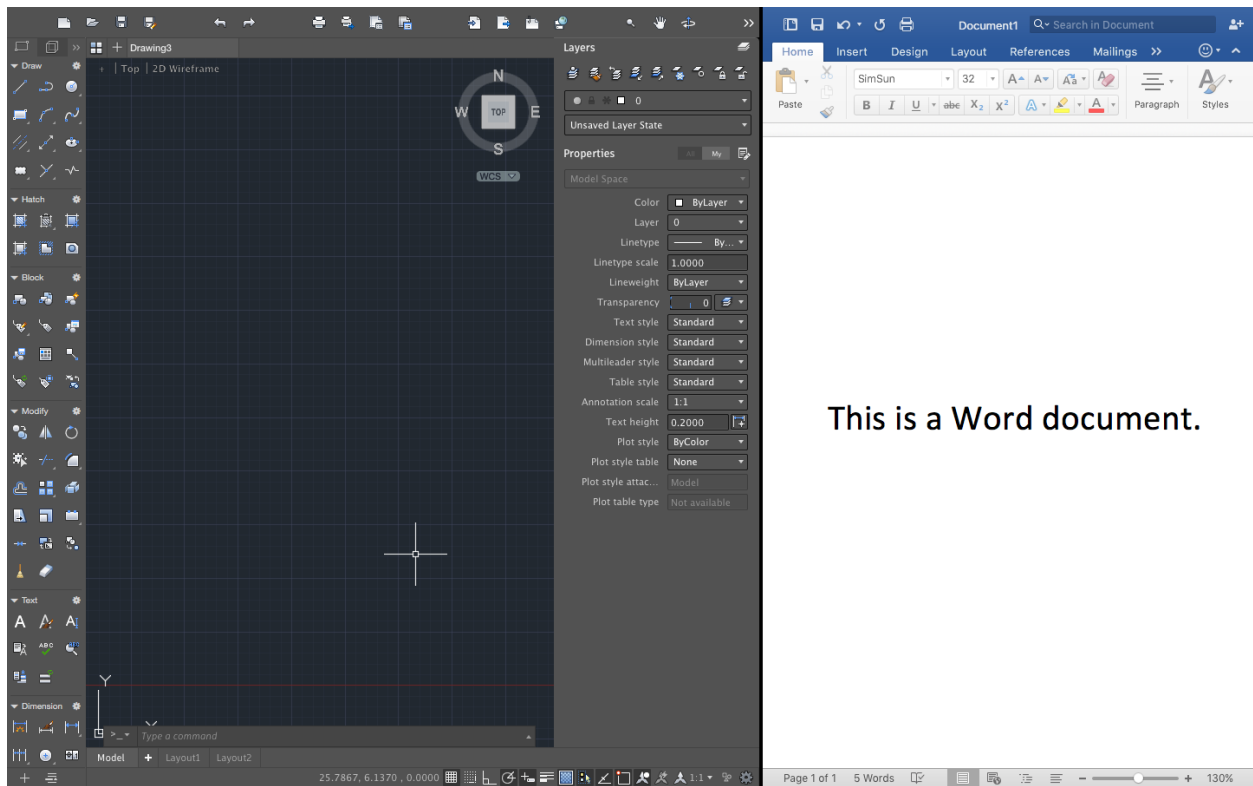 Drawing3
Draw
Hatch
Block
Modify
Text
A A A
ABC
Dimension
+ | Top | 2D Wireframe
N
W TOP E
S
WCS
Y
>_ Type a command
Model + Layout1 Layout2
25.7867, 6.1370 , 0.0000
1:1
Layers
0
Unsaved Layer State
Properties
All My
Model Space
Color ByLayer
Layer 0
Linetype By...
Linetype scale 1.0000
Lineweight ByLayer
Transparency 0
Text style Standard
Dimension style Standard
Multileader style Standard
Table style Standard
Annotation scale 1:1
Text height 0.2000
Plot style ByColor
Plot style table None
Plot style attac... Model
Plot table type Not available
Document1 Search in Document
Home Insert Design Layout References Mailings >>
Paste
SimSun 32 A A Aa A
B I U abc X₂ X² A A
Paragraph
Styles
This is a Word document.
Page 1 of 1 5 Words - + 130%